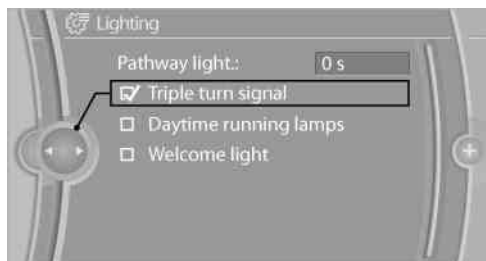 Lighting
Pathway light.: 0 s
Triple turn signal
Daytime running lamps
Welcome light